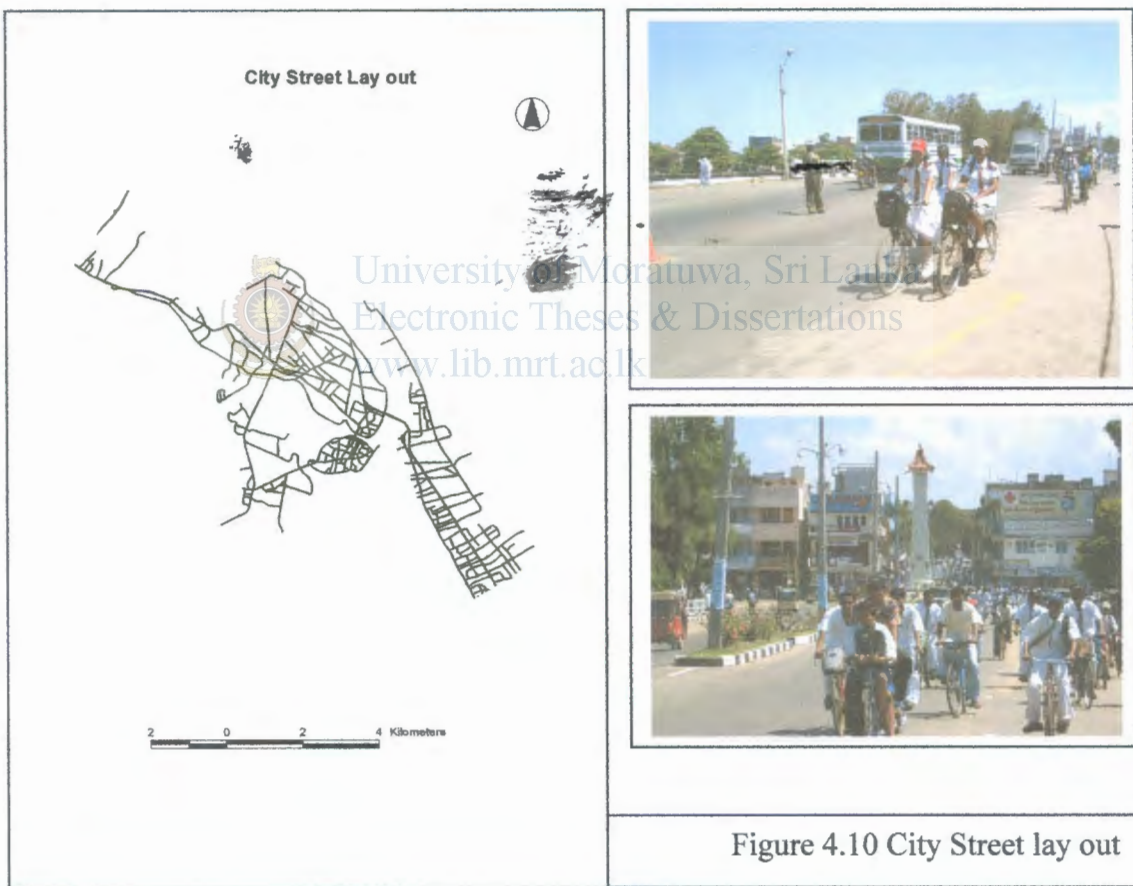 City Street Lay out
University of Moratuwa, Sri Lanka.
Electronic Theses & Dissertations
www.lib.mrt.ac.lk
2 0 2 4 Kilometers
Figure 4.10 City Street lay out